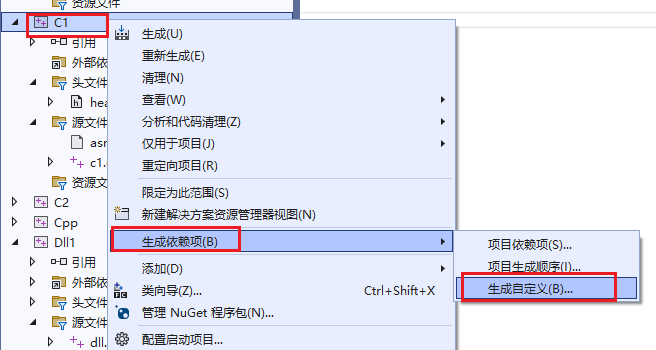 资源文件
C1
引用
外部依
头文件
hea
源文件
asr
c1.
资源文
C2
Cpp
Dll1
引用
外部依
头文件
源文件
dll.
生成(U)
重新生成(E)
清理(N)
查看(W)
分析和代码清理(Z)
仅用于项目(J)
重定向项目(R)
限定为此范围(S)
新建解决方案资源管理器视图(N)
生成依赖项(B)
添加(D)
类向导(Z)... Ctrl+Shift+X
管理 NuGet 程序包(N)...
配置启动项目...
项目依赖项(S)...
项目生成顺序(I)...
生成自定义(B)...